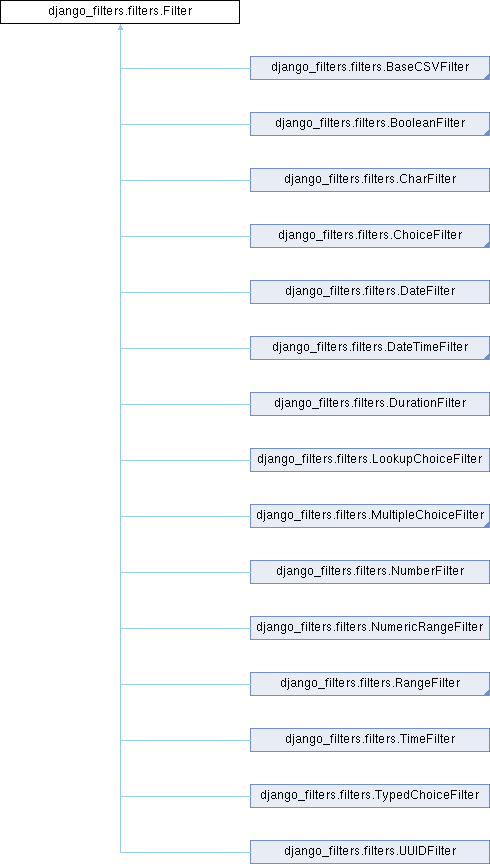 django_filters.filters.Filter
django_filters.filters.BaseCSVFilter
django_filters.filters.BooleanFilter
django_filters.filters.CharFilter
django_filters.filters.ChoiceFilter
django_filters.filters.DateFilter
django_filters.filters.DateTimeFilter
django_filters.filters.DurationFilter
django_filters.filters.LookupChoiceFilter
django_filters.filters.MultipleChoiceFilter
django_filters.filters.NumberFilter
django_filters.filters.NumericRangeFilter
django_filters.filters.RangeFilter
django_filters.filters.TimeFilter
django_filters.filters.TypedChoiceFilter
django_filters.filters.UUIDFilter